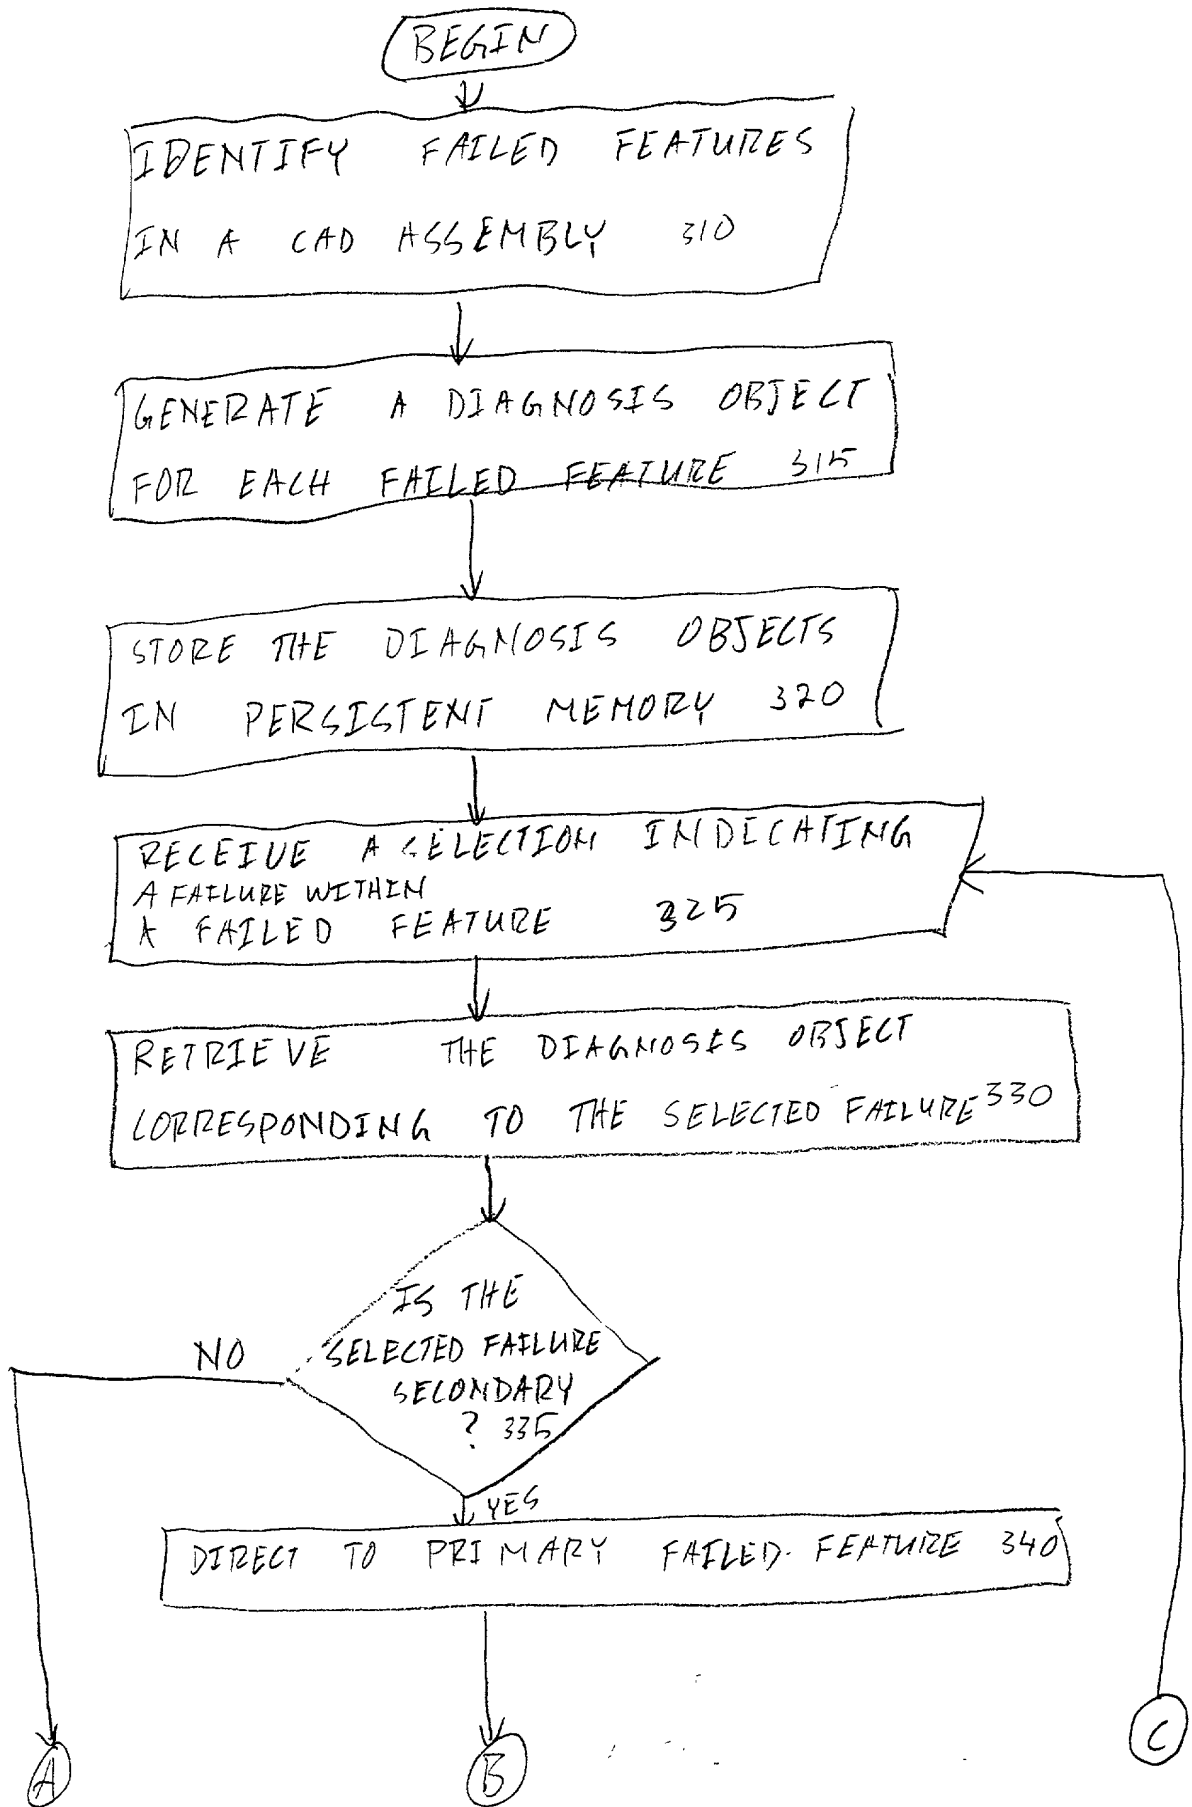 BEGIN
IDENTIFY FAILED FEATURES
IN A CAD ASSEMBLY 310
GENERATE A DIAGNOSIS OBJECT
FOR EACH FAILED FEATURE 315
STORE THE DIAGNOSIS OBJECTS
IN PERSISTENT MEMORY 320
RECEIVE A SELECTION INDICATING
A FAILURE WITHIN
A FAILED FEATURE 325
RETRIEVE THE DIAGNOSIS OBJECT
CORRESPONDING TO THE SELECTED FAILURE 330
IS THE
NO SELECTED FAILURE
SECONDARY
? 335
YES
DIRECT TO PRIMARY FAILED FEATURE 340
A B C